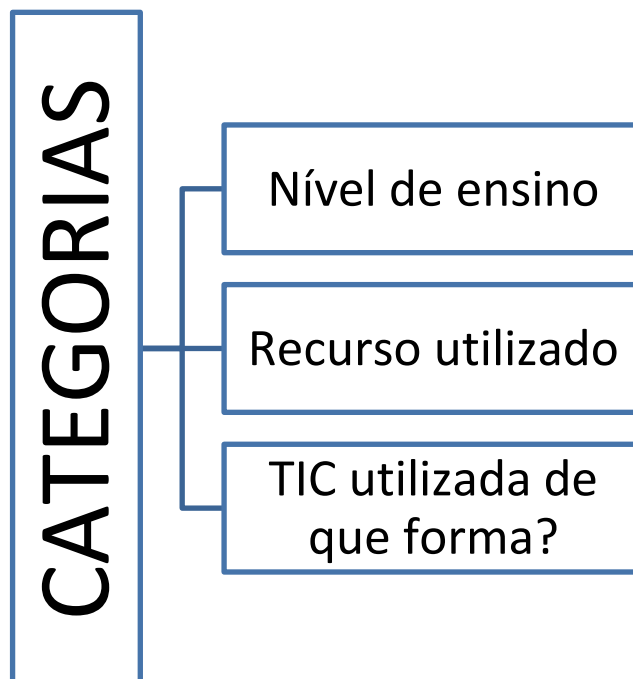 CATEGORIAS
Nível de ensino
Recurso utilizado
TIC utilizada de
que forma?